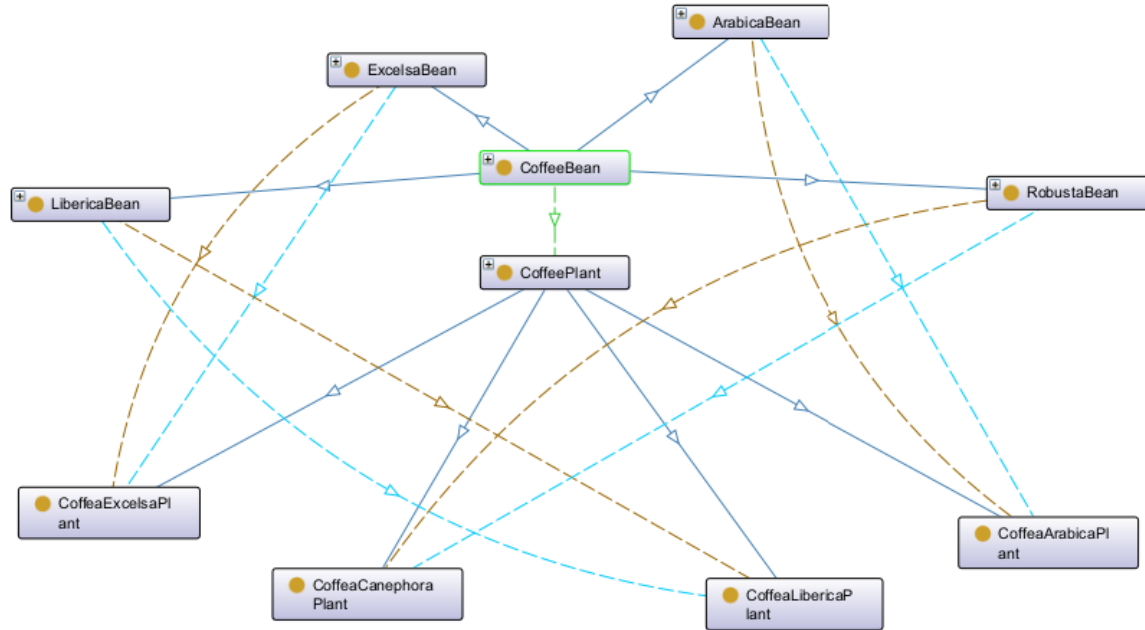 ArabicaBean
ExcelsaBean
CoffeeBean
LibericaBean
RobustaBean
CoffeePlant
CoffeaExcelsaPl
ant
CoffeaArabicaPl
ant
CoffeaCanephora
Plant
CoffeaLibericaP
lant